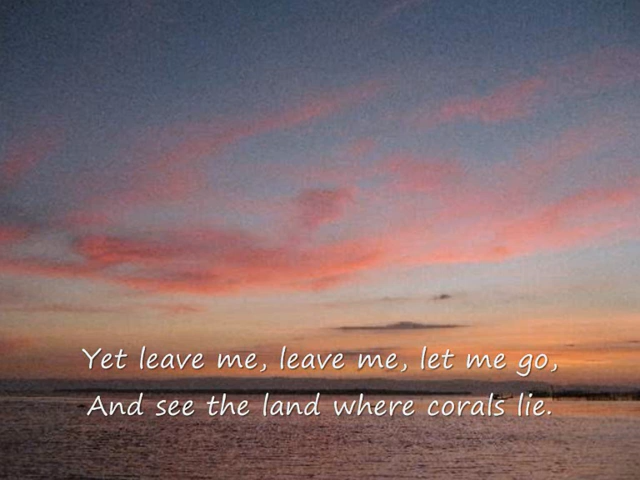 Yet leave me, leave me, let me go,
And see the land where corals lie.